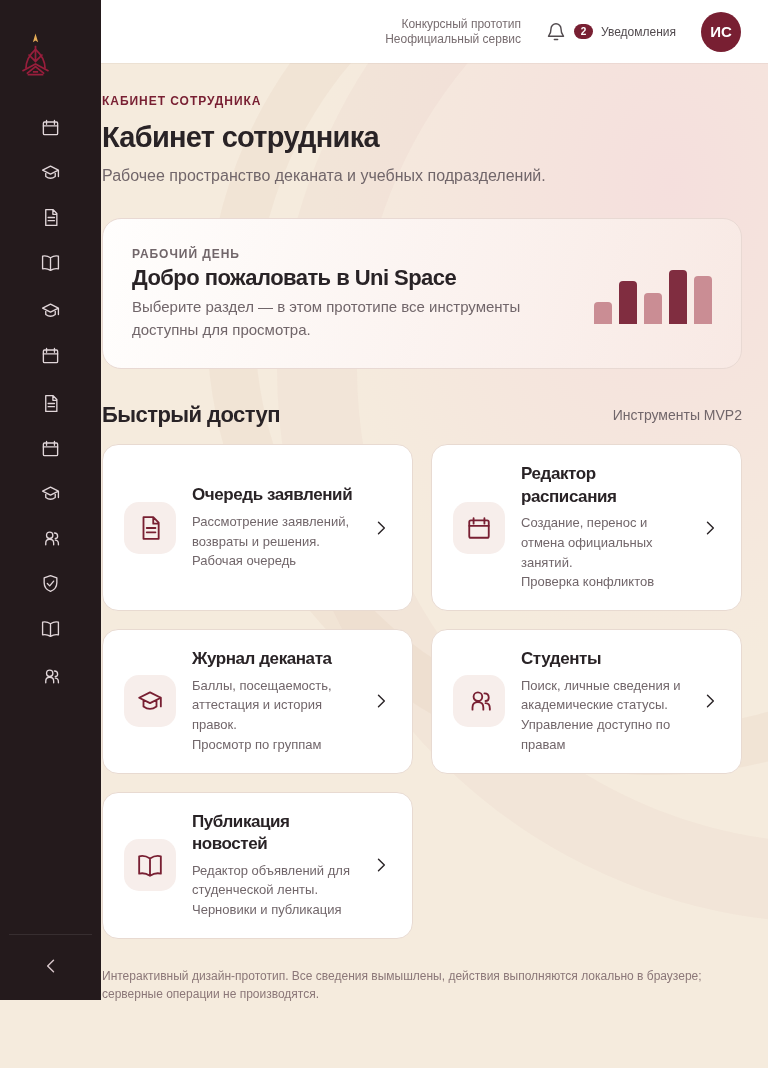 Конкурсный прототип
Неофициальный сервис
2 Уведомления
ИС
КАБИНЕТ СОТРУДНИКА
Кабинет сотрудника
Рабочее пространство деканата и учебных подразделений.
РАБОЧИЙ ДЕНЬ
Добро пожаловать в Uni Space
Выберите раздел — в этом прототипе все инструменты
доступны для просмотра.
Быстрый доступ
Инструменты MVP2
Очередь заявлений
Рассмотрение заявлений,
возвраты и решения.
Рабочая очередь
Редактор
расписания
Создание, перенос и
отмена официальных
занятий.
Проверка конфликтов
Журнал деканата
Баллы, посещаемость,
аттестация и история
правок.
Просмотр по группам
Студенты
Поиск, личные сведения и
академические статусы.
Управление доступно по
правам
Публикация
новостей
Редактор объявлений для
студенческой ленты.
Черновики и публикация
Интерактивный дизайн-прототип. Все сведения вымышлены, действия выполняются локально в браузере;
серверные операции не производятся.